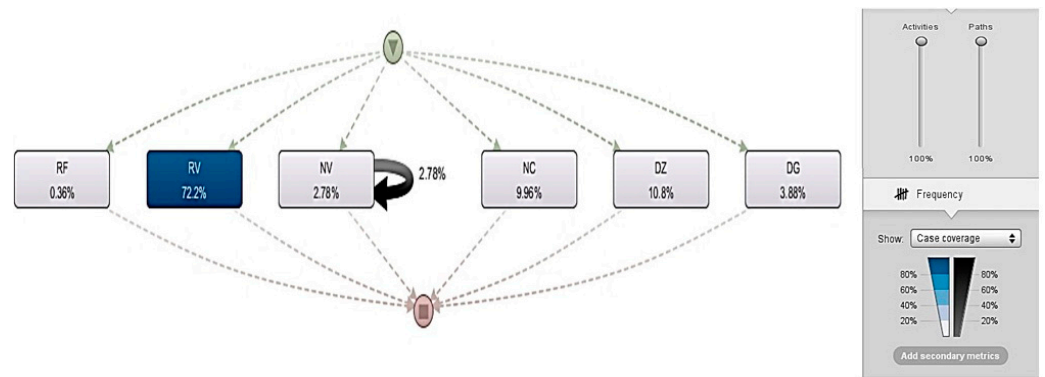 RF
0.36%
RV
72.2%
NV
2.78%
2.78%
NC
9.96%
DZ
10.8%
DG
3.88%
Activities Paths
100% 100%
Frequency
Show: Case coverage
80% 80%
60% 60%
40% 40%
20% 20%
Add secondary metrics